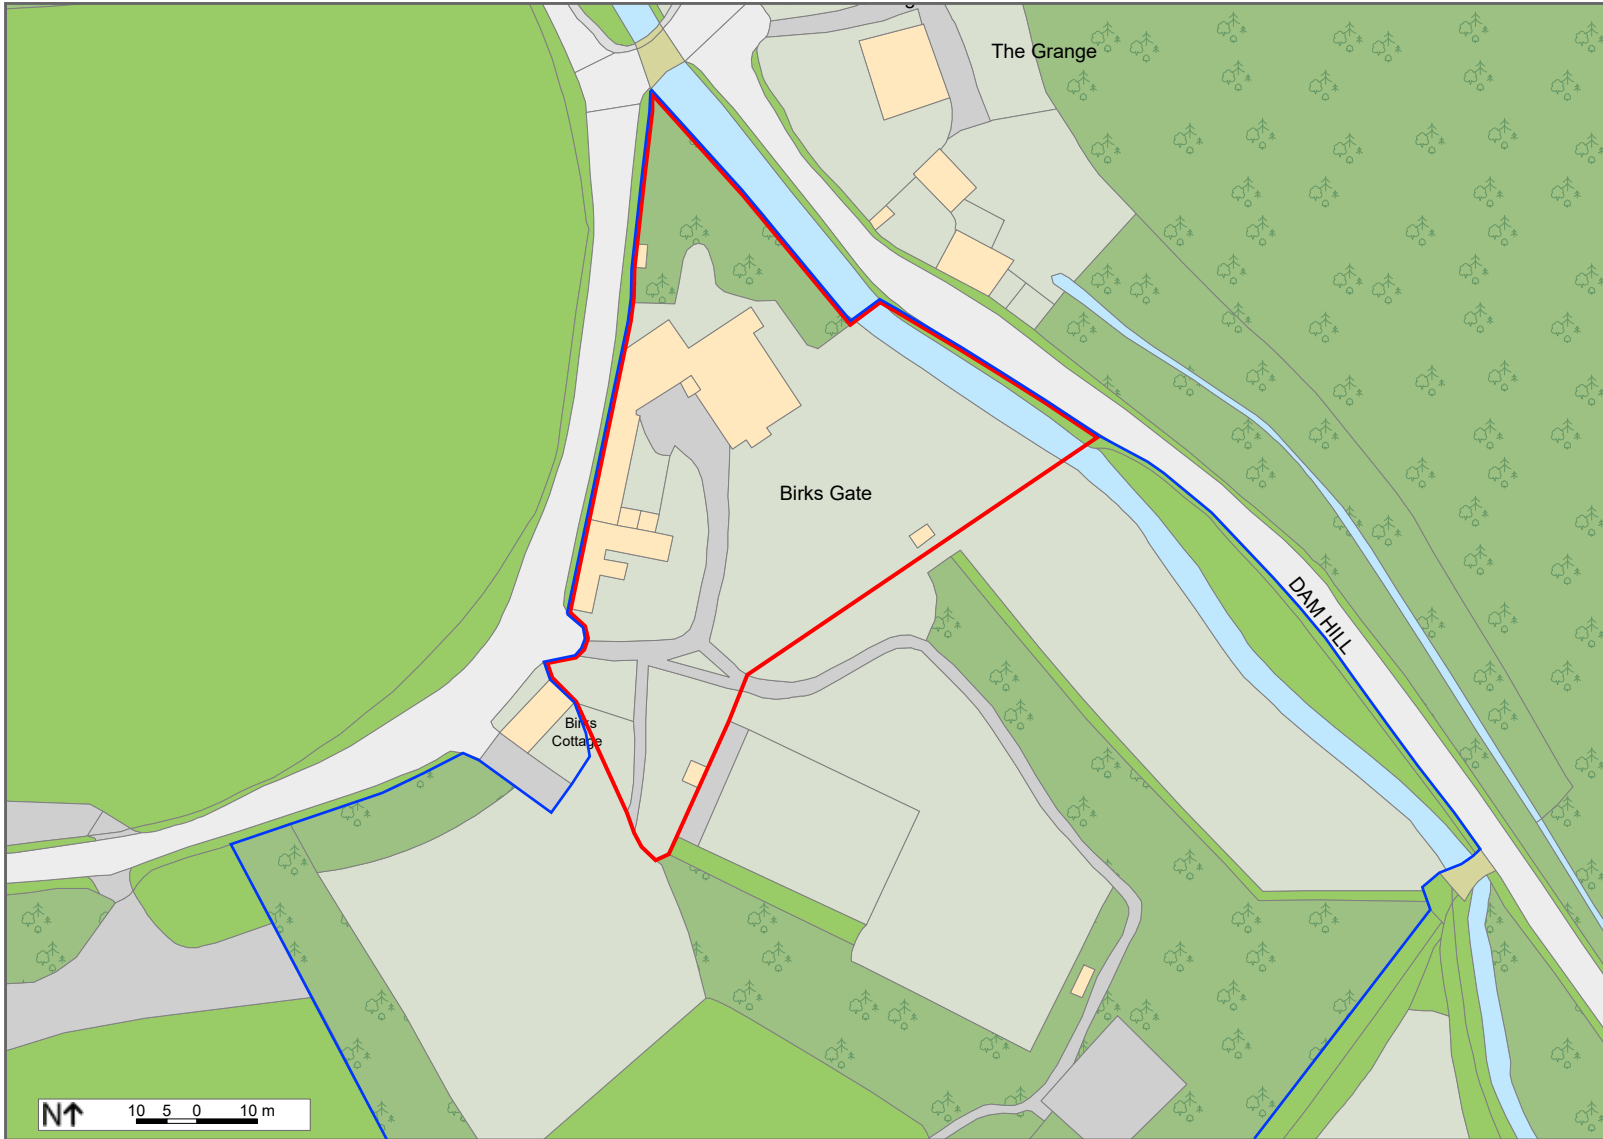 The Grange
Birks Gate
DAM HILL
Birks
Cottage
N
10 5 0 10 m